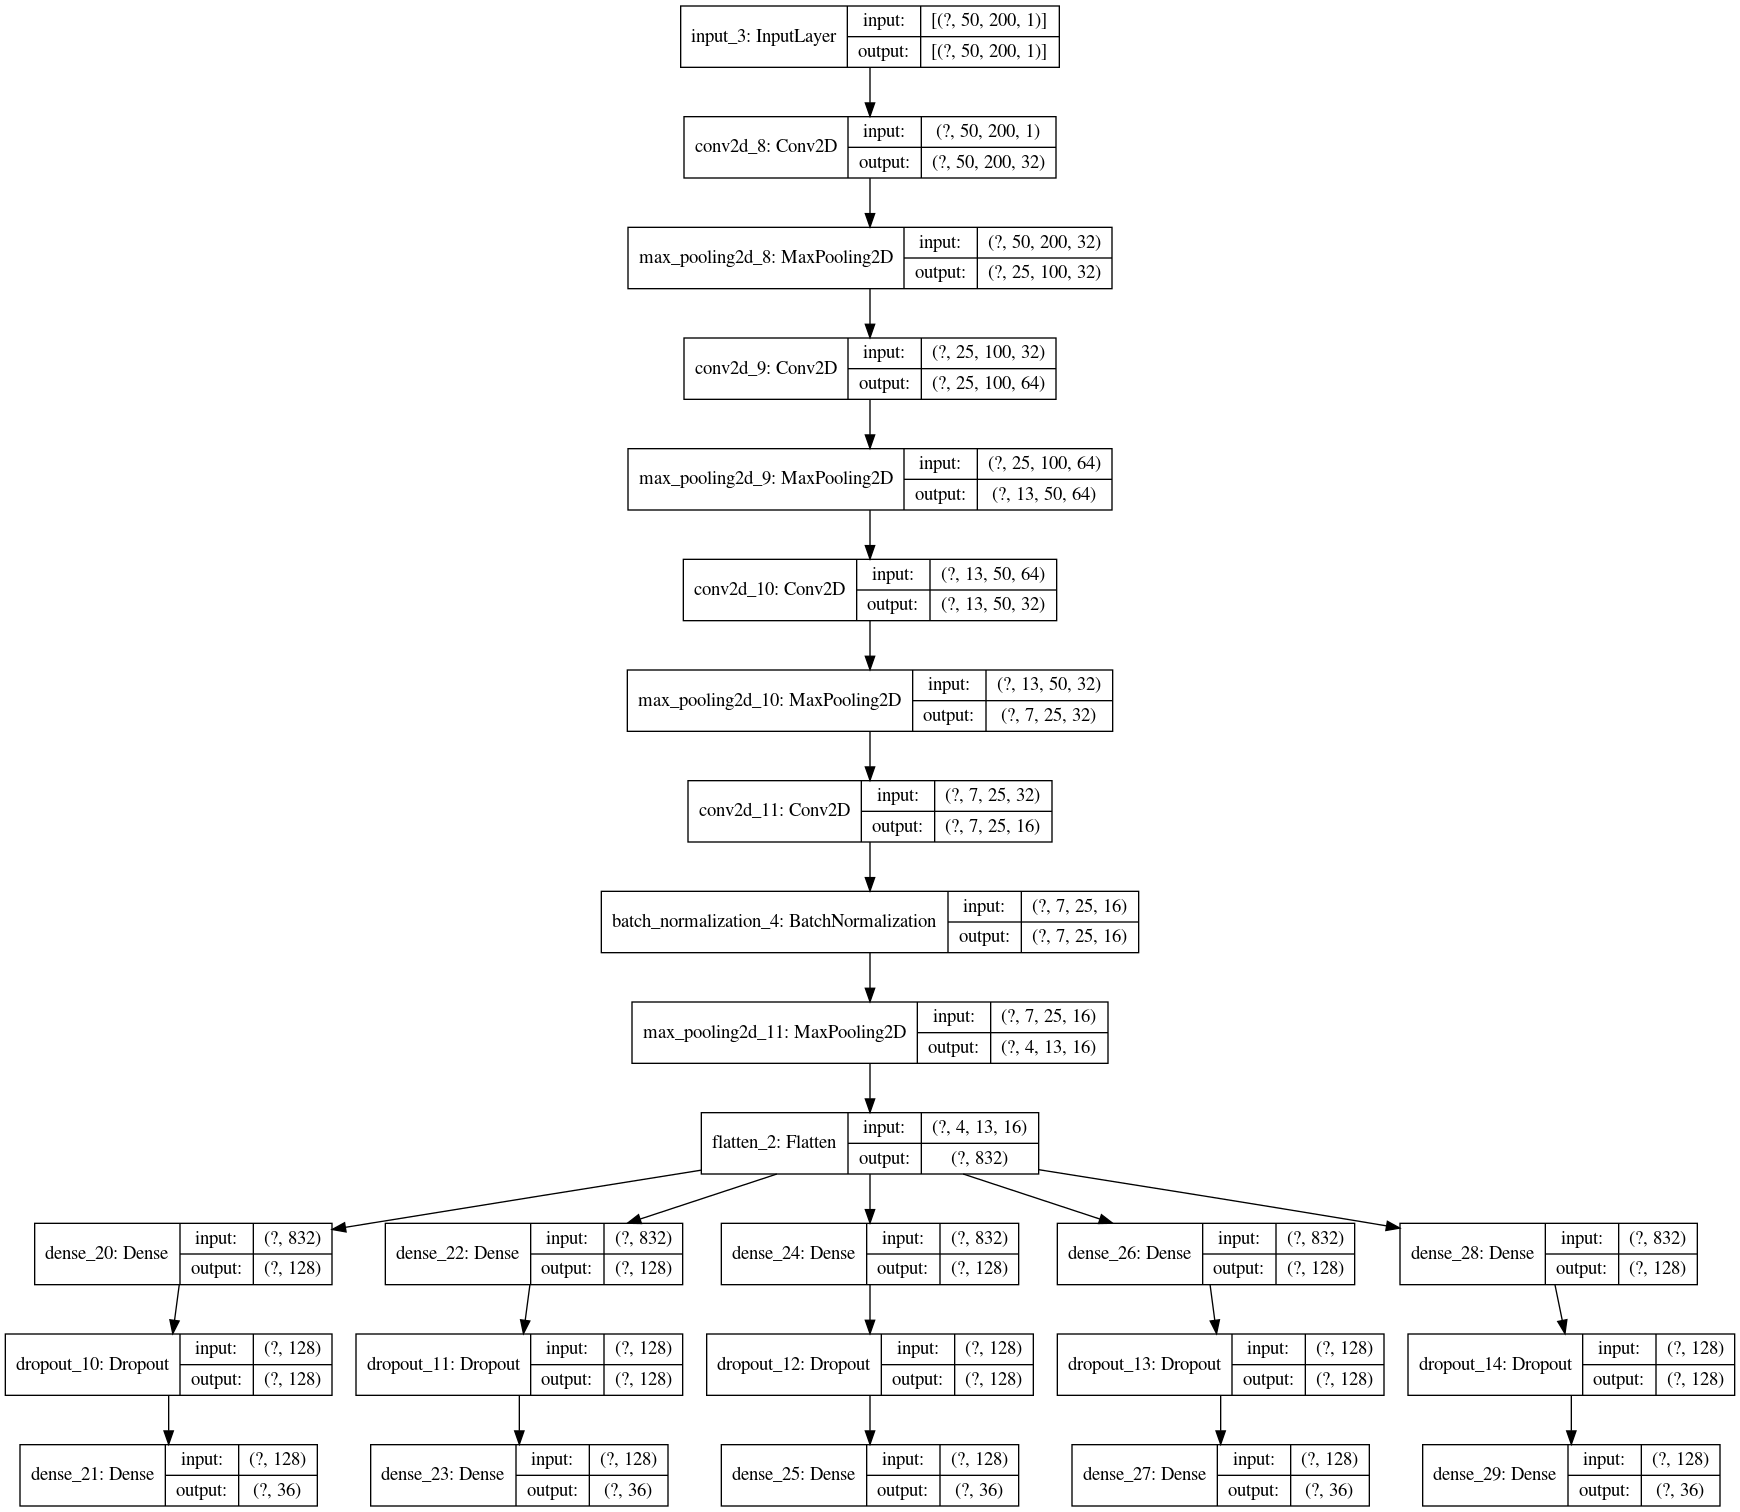 input_3: InputLayer
input: [(?, 50, 200, 1)]
output: [(?, 50, 200, 1)]
conv2d_8: Conv2D
input: (?, 50, 200, 1)
output: (?, 50, 200, 32)
max_pooling2d_8: MaxPooling2D
input: (?, 50, 200, 32)
output: (?, 25, 100, 32)
conv2d_9: Conv2D
input: (?, 25, 100, 32)
output: (?, 25, 100, 64)
max_pooling2d_9: MaxPooling2D
input: (?, 25, 100, 64)
output: (?, 13, 50, 64)
conv2d_10: Conv2D
input: (?, 13, 50, 64)
output: (?, 13, 50, 32)
max_pooling2d_10: MaxPooling2D
input: (?, 13, 50, 32)
output: (?, 7, 25, 32)
conv2d_11: Conv2D
input: (?, 7, 25, 32)
output: (?, 7, 25, 16)
batch_normalization_4: BatchNormalization
input: (?, 7, 25, 16)
output: (?, 7, 25, 16)
max_pooling2d_11: MaxPooling2D
input: (?, 7, 25, 16)
output: (?, 4, 13, 16)
flatten_2: Flatten
input: (?, 4, 13, 16)
output: (?, 832)
dense_20: Dense
input: (?, 832)
output: (?, 128)
dense_22: Dense
input: (?, 832)
output: (?, 128)
dense_24: Dense
input: (?, 832)
output: (?, 128)
dense_26: Dense
input: (?, 832)
output: (?, 128)
dense_28: Dense
input: (?, 832)
output: (?, 128)
dropout_10: Dropout
input: (?, 128)
output: (?, 128)
dropout_11: Dropout
input: (?, 128)
output: (?, 128)
dropout_12: Dropout
input: (?, 128)
output: (?, 128)
dropout_13: Dropout
input: (?, 128)
output: (?, 128)
dropout_14: Dropout
input: (?, 128)
output: (?, 128)
dense_21: Dense
input: (?, 128)
output: (?, 36)
dense_23: Dense
input: (?, 128)
output: (?, 36)
dense_25: Dense
input: (?, 128)
output: (?, 36)
dense_27: Dense
input: (?, 128)
output: (?, 36)
dense_29: Dense
input: (?, 128)
output: (?, 36)